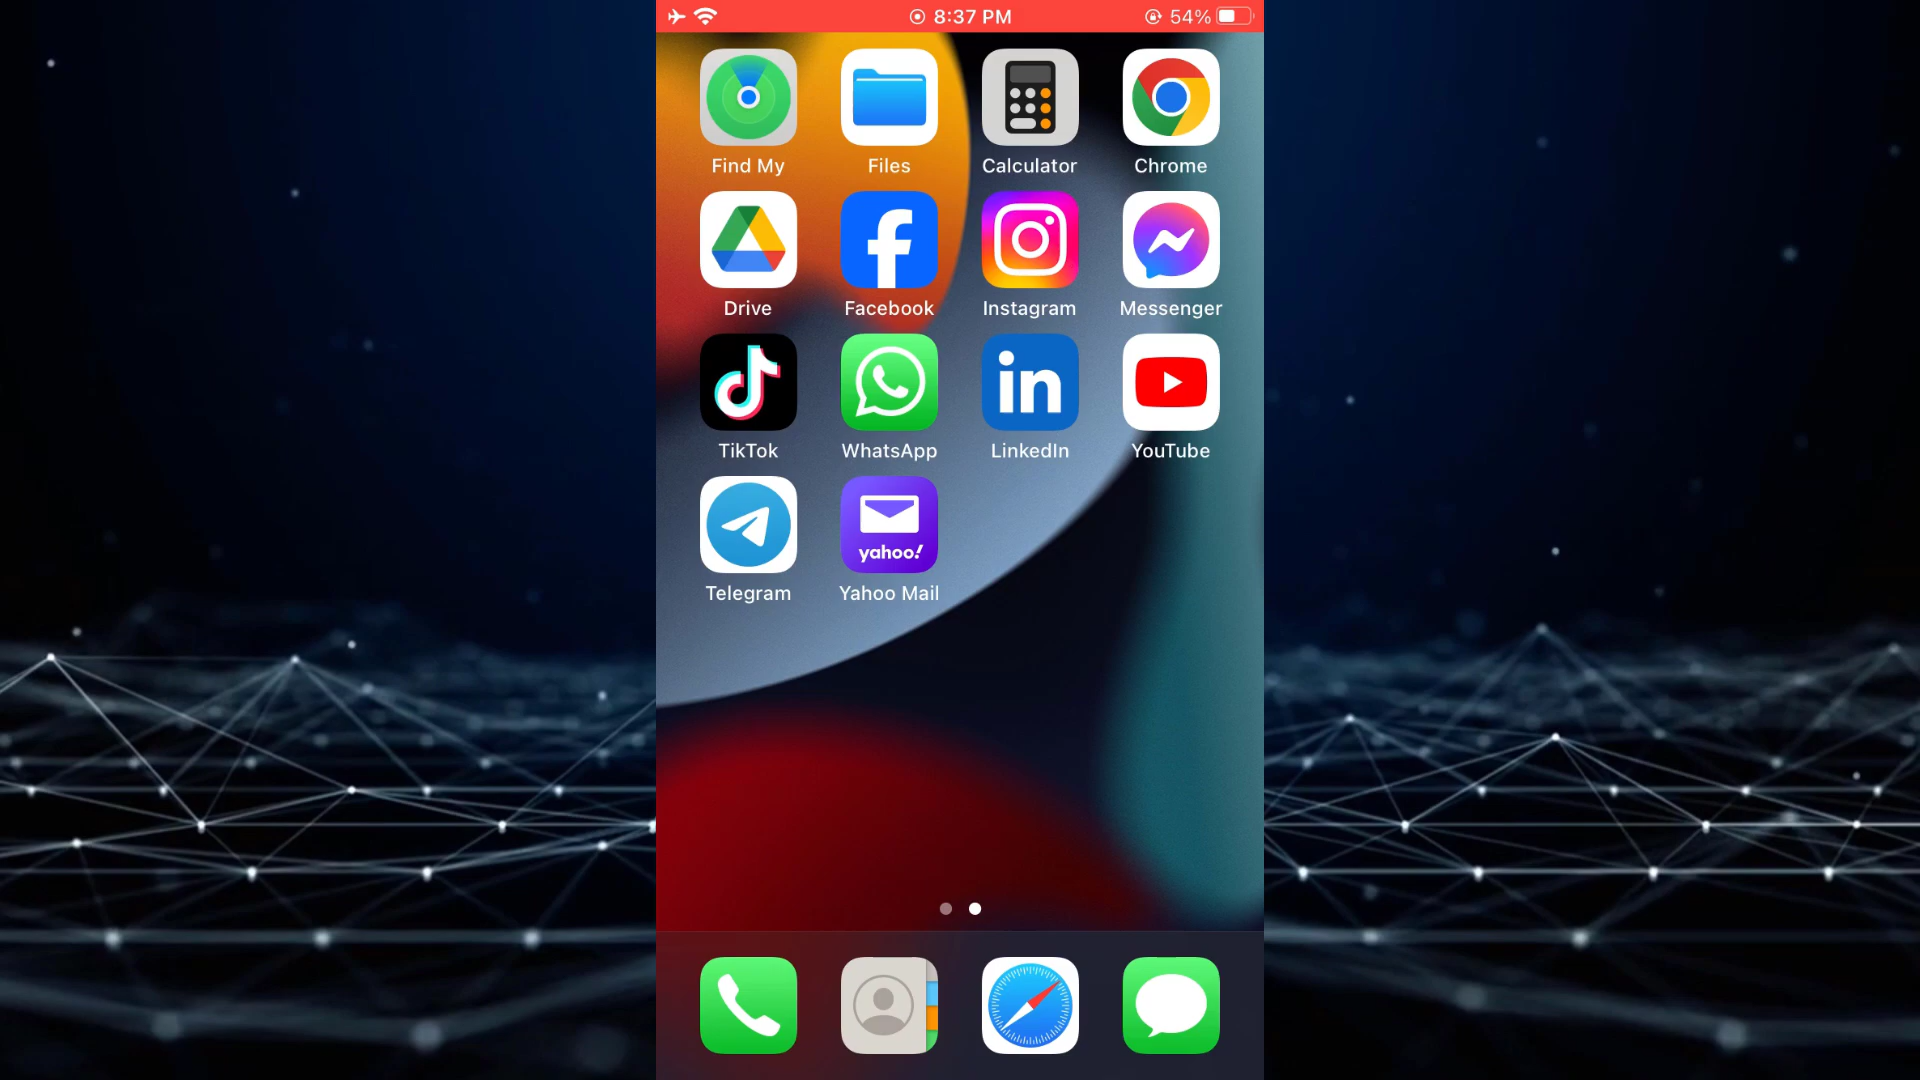 8:37 PM
54%
Find My
Files
Calculator
Chrome
Drive
Facebook
Instagram
Messenger
in
TikTok
WhatsApp
LinkedIn
YouTube
yahoo!
Telegram
Yahoo Mail